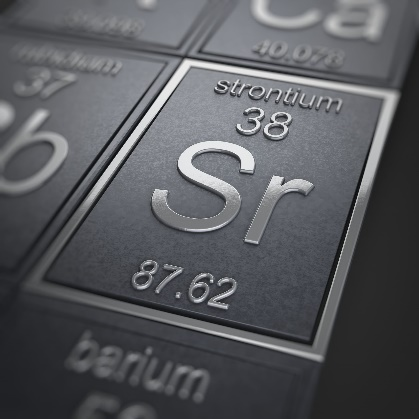 Ca
40.078
rubidium
37
b
strontium
38
Sr
87.62
barium